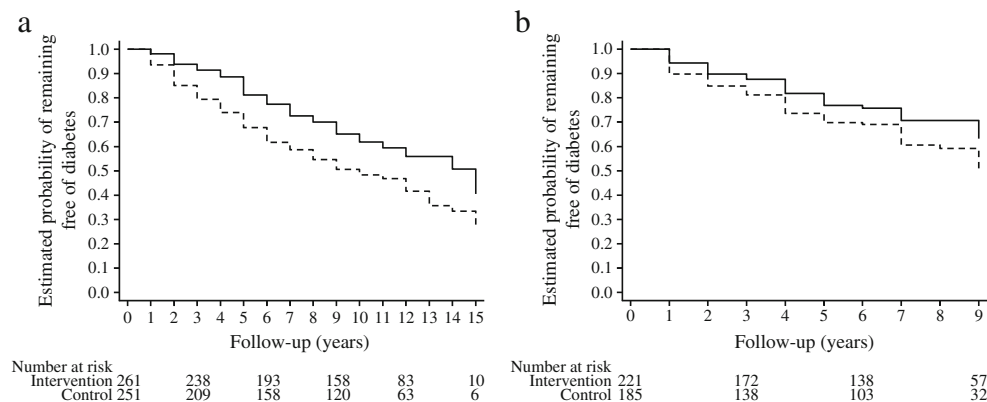 a
Estimated probability of remaining
free of diabetes
1.0
0.9
0.8
0.7
0.6
0.5
0.4
0.3
0.2
0.1
0.0
0 1 2 3 4 5 6 7 8 9 10 11 12 13 14 15
Follow-up (years)
Number at risk
Intervention 261 238 193 158 83 10
Control 251 209 158 120 63 6
b
Estimated probability of remaining
free of diabetes
1.0
0.9
0.8
0.7
0.6
0.5
0.4
0.3
0.2
0.1
0.0
0 1 2 3 4 5 6 7 8 9
Follow-up (years)
Number at risk
Intervention 221 172 138 57
Control 185 138 103 32